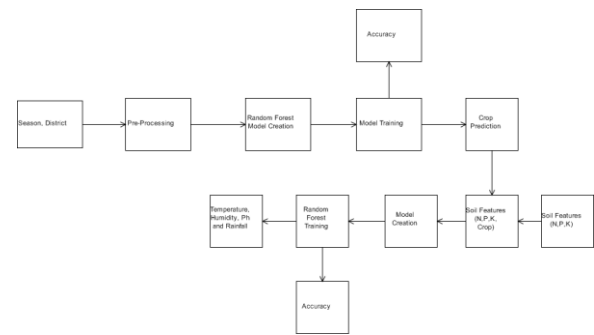 Accuracy
Season, District
Pre-Processing
Random Forest
Model Creation
Model Training
Crop
Prediction
Temperature,
Humidity, Ph
and Rainfall
Random
Forest
Training
Model
Creation
Soil Features
(N,P,K,
Crop)
Soil Features
(N,P,K)
Accuracy